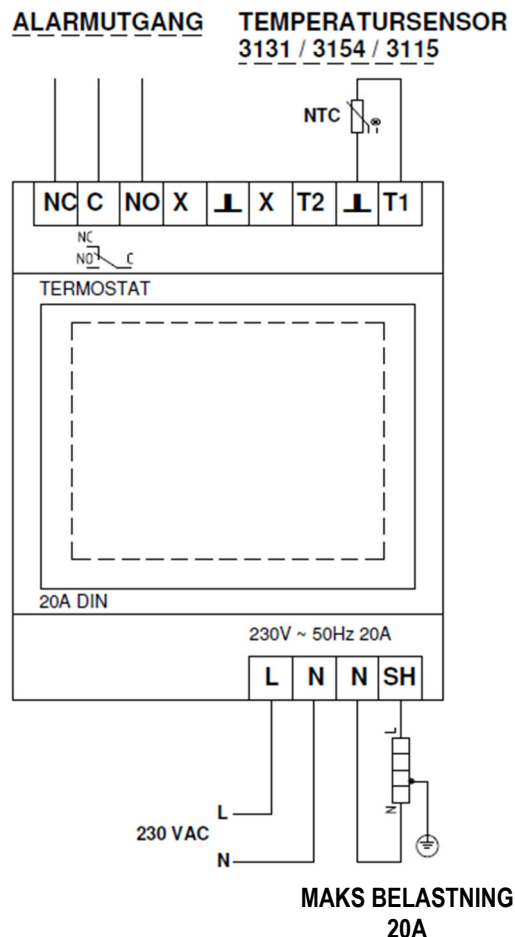 ALARMUTGANG TEMPERATURSENSOR
3131 / 3154 / 3115
NTC
NC C NO X ⊥ X T2 ⊥ T1
NC
NO C
TERMOSTAT
20A DIN
230V ~ 50Hz 20A
L N N SH
L
N
L
230 VAC
N
MAKS BELASTNING
20A